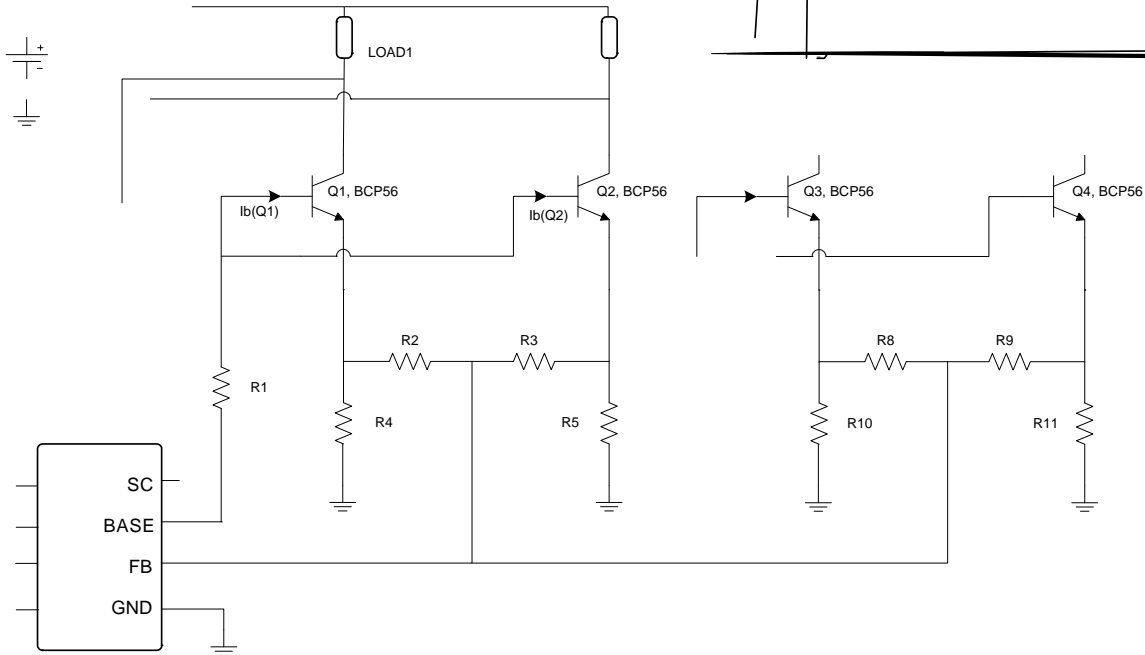 LOAD1
+
-
Q1, BCP56
Q2, BCP56
Q3, BCP56
Q4, BCP56
Ib(Q1)
Ib(Q2)
R2
R3
R8
R9
R1
R4
R5
R10
R11
SC
BASE
FB
GND